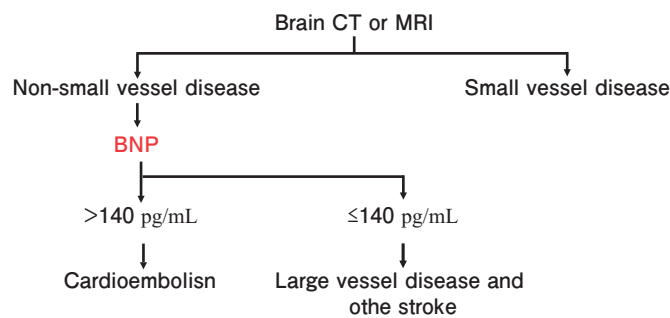 Brain CT or MRI
Non-small vessel disease
Small vessel disease
BNP
>140 pg/mL
≤140 pg/mL
Cardioembolisn
Large vessel disease and
othe stroke